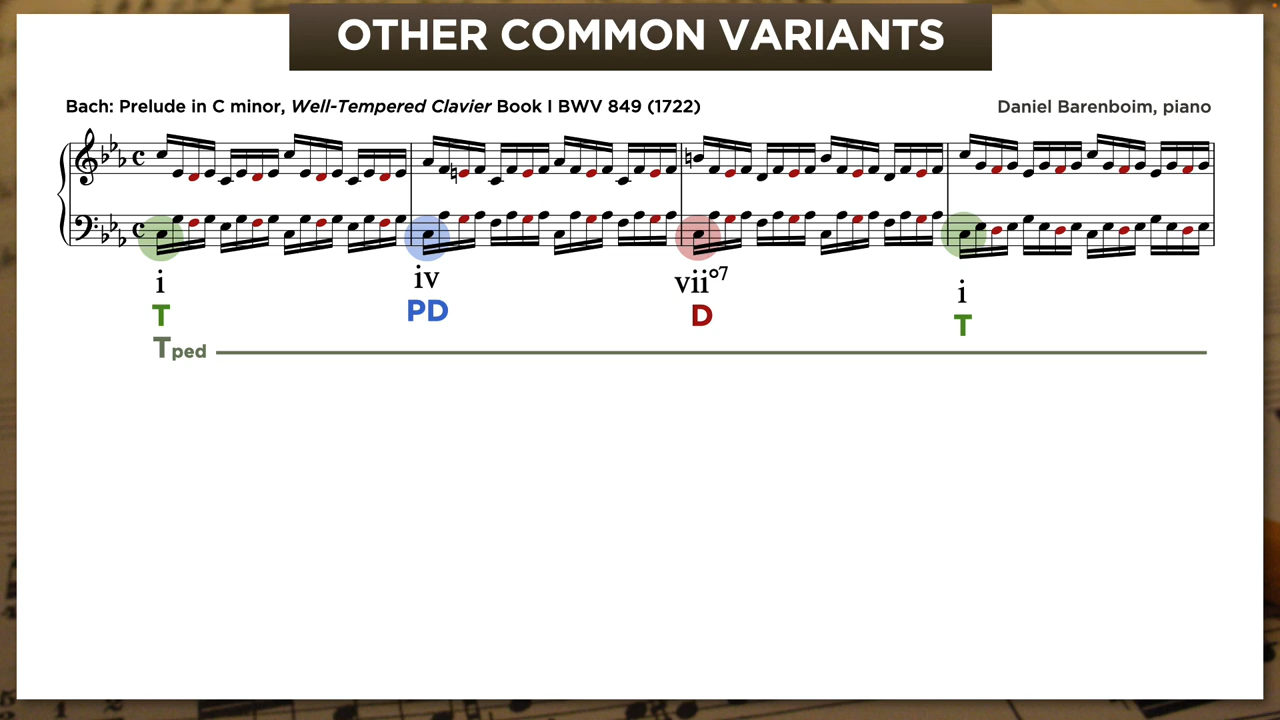 OTHER COMMON VARIANTS
Bach: Prelude in C minor, Well-Tempered Clavier Book I BWV 849 (1722)
Daniel Barenboim, piano
i iv vii°7 i
T PD D T
Tped